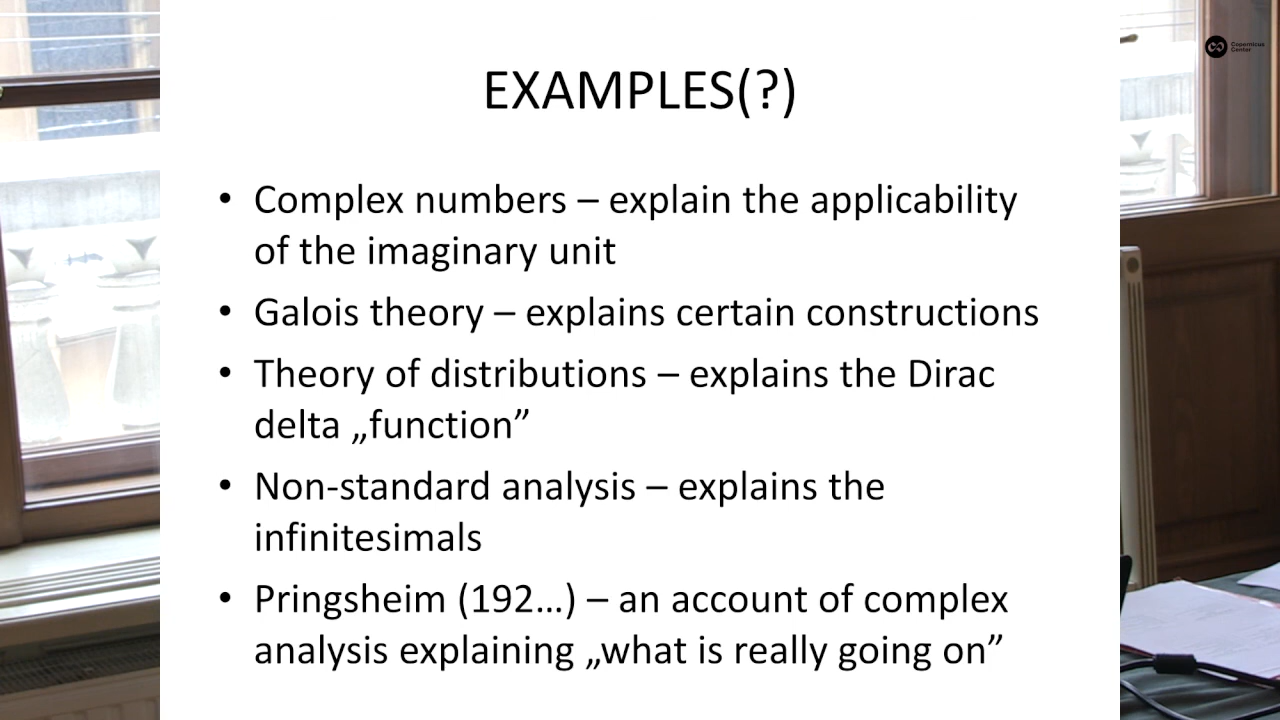 Copernicus
Center
EXAMPLES(?)
• Complex numbers – explain the applicability
of the imaginary unit
• Galois theory – explains certain constructions
• Theory of distributions – explains the Dirac
delta „function”
• Non-standard analysis – explains the
infinitesimals
• Pringsheim (192…) – an account of complex
analysis explaining „what is really going on”